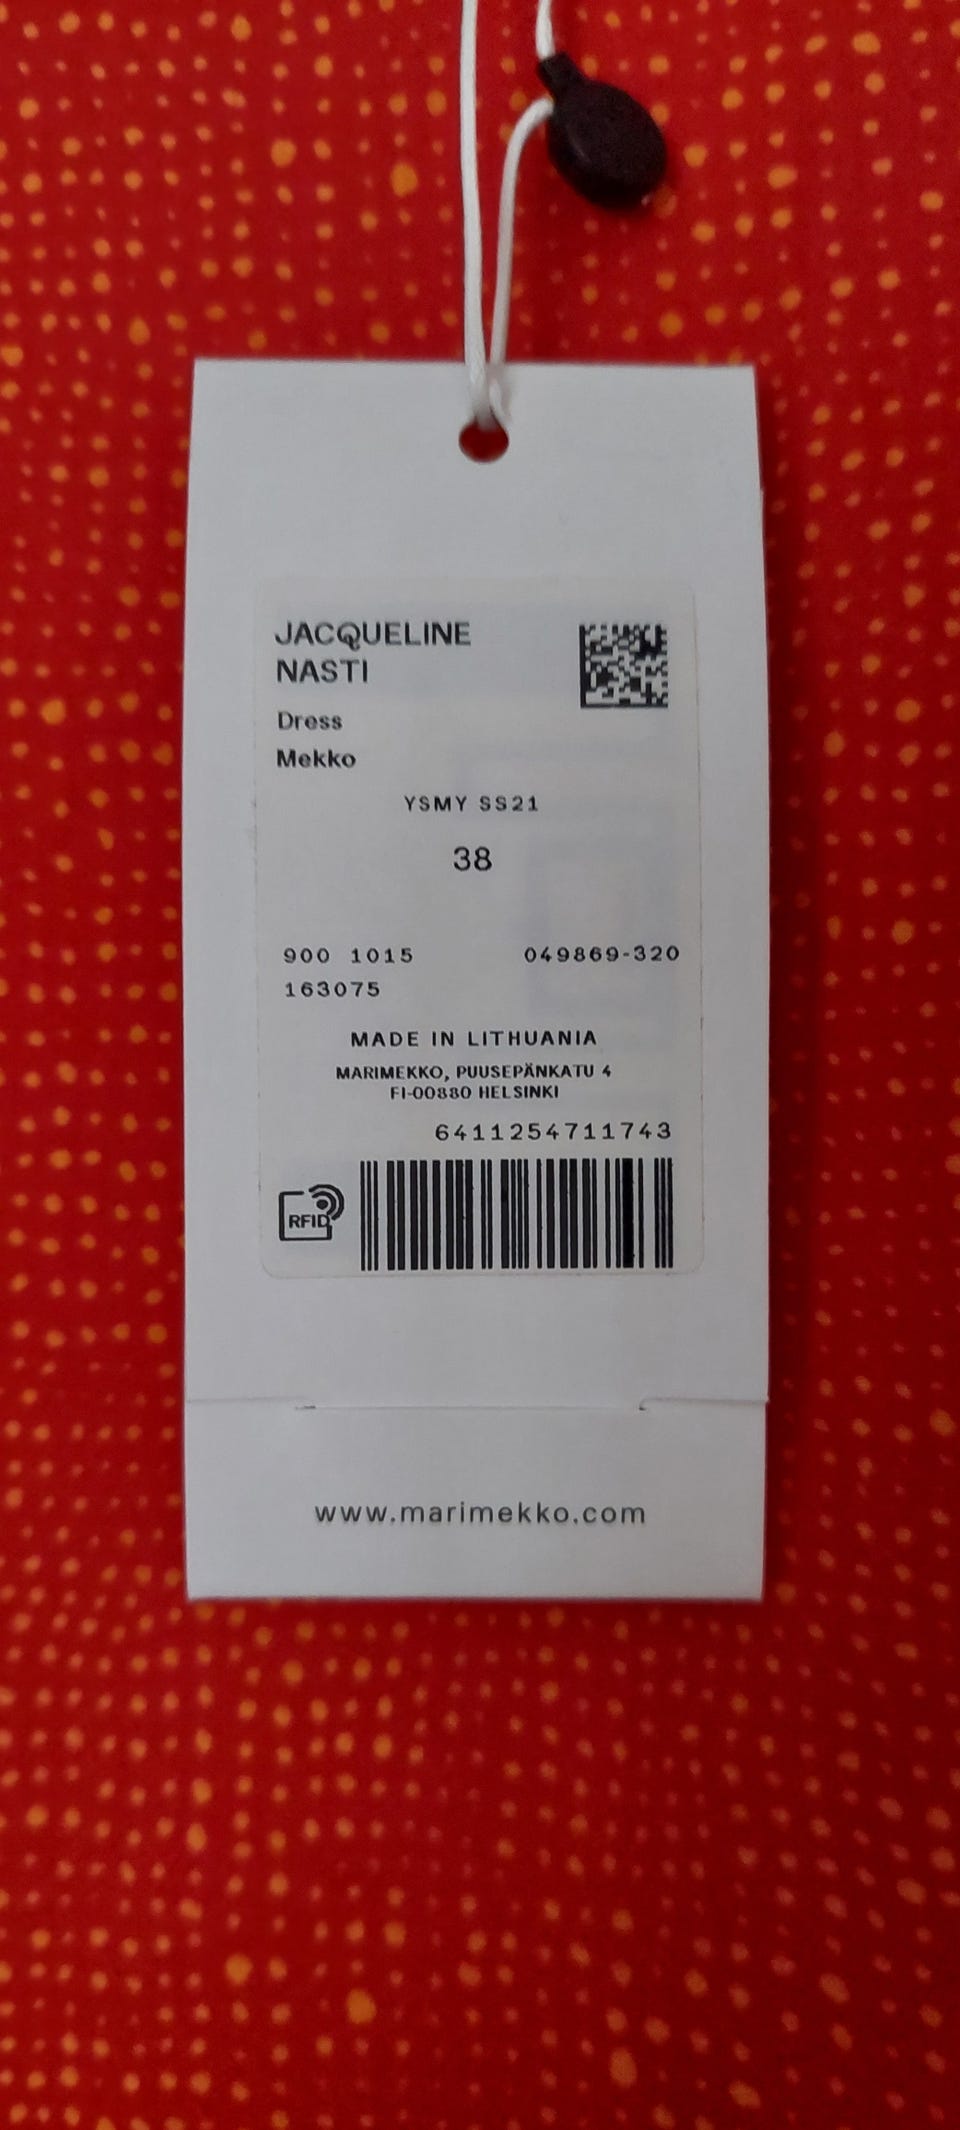 JACQUELINE
NASTI
Dress
Mekko
YSMY SS21
38
900 1015 049869-320
163075
MADE IN LITHUANIA
MARIMEKKO, PUUSEPÄNKATU 4
FI-00880 HELSINKI
6411254711743
RFID
www.marimekko.com